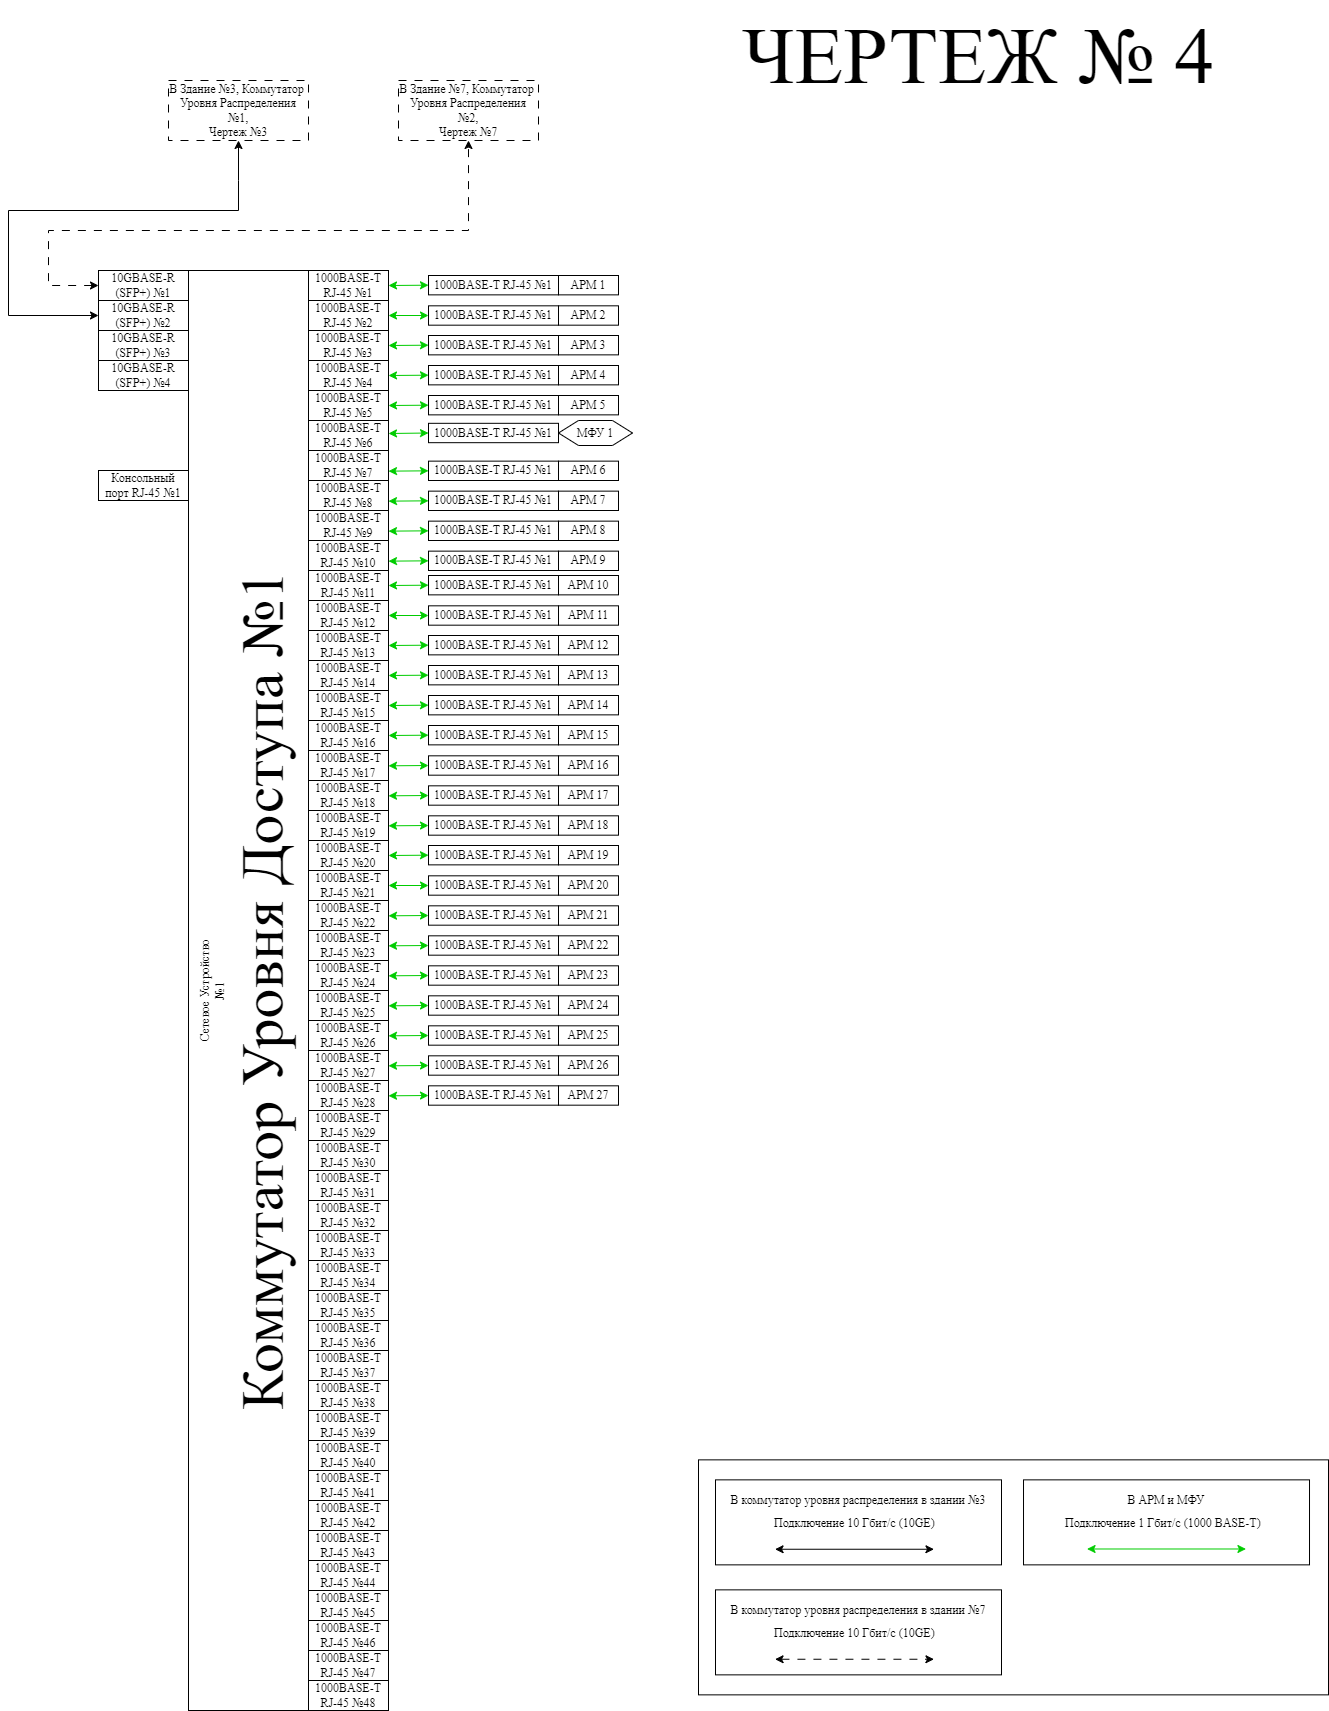 ЧЕРТЕЖ № 4
В Здание №3, Коммутатор
Уровня Распределения
№1,
Чертеж №3
В Здание №7, Коммутатор
Уровня Распределения
№2,
Чертеж №7
10GBASE-R
(SFP+) №1
10GBASE-R
(SFP+) №2
10GBASE-R
(SFP+) №3
10GBASE-R
(SFP+) №4
Консольный
порт RJ-45 №1
Сетевое Устройство
№1
Коммутатор Уровня Доступа №1
1000BASE-T
RJ-45 №1
1000BASE-T
RJ-45 №2
1000BASE-T
RJ-45 №3
1000BASE-T
RJ-45 №4
1000BASE-T
RJ-45 №5
1000BASE-T
RJ-45 №6
1000BASE-T
RJ-45 №7
1000BASE-T
RJ-45 №8
1000BASE-T
RJ-45 №9
1000BASE-T
RJ-45 №10
1000BASE-T
RJ-45 №11
1000BASE-T
RJ-45 №12
1000BASE-T
RJ-45 №13
1000BASE-T
RJ-45 №14
1000BASE-T
RJ-45 №15
1000BASE-T
RJ-45 №16
1000BASE-T
RJ-45 №17
1000BASE-T
RJ-45 №18
1000BASE-T
RJ-45 №19
1000BASE-T
RJ-45 №20
1000BASE-T
RJ-45 №21
1000BASE-T
RJ-45 №22
1000BASE-T
RJ-45 №23
1000BASE-T
RJ-45 №24
1000BASE-T
RJ-45 №25
1000BASE-T
RJ-45 №26
1000BASE-T
RJ-45 №27
1000BASE-T
RJ-45 №28
1000BASE-T
RJ-45 №29
1000BASE-T
RJ-45 №30
1000BASE-T
RJ-45 №31
1000BASE-T
RJ-45 №32
1000BASE-T
RJ-45 №33
1000BASE-T
RJ-45 №34
1000BASE-T
RJ-45 №35
1000BASE-T
RJ-45 №36
1000BASE-T
RJ-45 №37
1000BASE-T
RJ-45 №38
1000BASE-T
RJ-45 №39
1000BASE-T
RJ-45 №40
1000BASE-T
RJ-45 №41
1000BASE-T
RJ-45 №42
1000BASE-T
RJ-45 №43
1000BASE-T
RJ-45 №44
1000BASE-T
RJ-45 №45
1000BASE-T
RJ-45 №46
1000BASE-T
RJ-45 №47
1000BASE-T
RJ-45 №48
1000BASE-T RJ-45 №1 АРМ 1
1000BASE-T RJ-45 №1 АРМ 2
1000BASE-T RJ-45 №1 АРМ 3
1000BASE-T RJ-45 №1 АРМ 4
1000BASE-T RJ-45 №1 АРМ 5
1000BASE-T RJ-45 №1 МФУ 1
1000BASE-T RJ-45 №1 АРМ 6
1000BASE-T RJ-45 №1 АРМ 7
1000BASE-T RJ-45 №1 АРМ 8
1000BASE-T RJ-45 №1 АРМ 9
1000BASE-T RJ-45 №1 АРМ 10
1000BASE-T RJ-45 №1 АРМ 11
1000BASE-T RJ-45 №1 АРМ 12
1000BASE-T RJ-45 №1 АРМ 13
1000BASE-T RJ-45 №1 АРМ 14
1000BASE-T RJ-45 №1 АРМ 15
1000BASE-T RJ-45 №1 АРМ 16
1000BASE-T RJ-45 №1 АРМ 17
1000BASE-T RJ-45 №1 АРМ 18
1000BASE-T RJ-45 №1 АРМ 19
1000BASE-T RJ-45 №1 АРМ 20
1000BASE-T RJ-45 №1 АРМ 21
1000BASE-T RJ-45 №1 АРМ 22
1000BASE-T RJ-45 №1 АРМ 23
1000BASE-T RJ-45 №1 АРМ 24
1000BASE-T RJ-45 №1 АРМ 25
1000BASE-T RJ-45 №1 АРМ 26
1000BASE-T RJ-45 №1 АРМ 27
В коммутатор уровня распределения в здании №3
Подключение 10 Гбит/с (10GE)
В АРМ и МФУ
Подключение 1 Гбит/с (1000 BASE-T)
В коммутатор уровня распределения в здании №7
Подключение 10 Гбит/с (10GE)